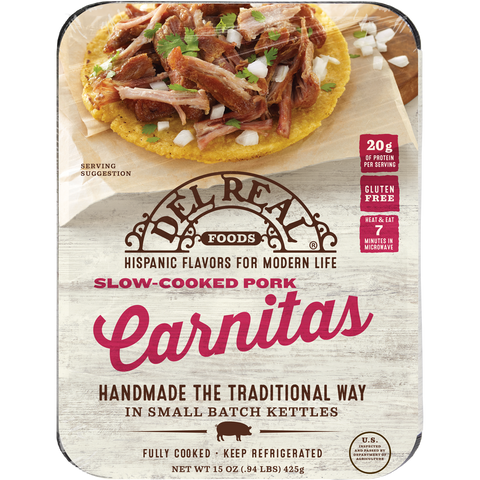 SERVING
SUGGESTION
20g
OF PROTEIN
PER SERVING
GLUTEN
FREE
HEAT & EAT
7
MINUTES IN
MICROWAVE
DEL REAL
FOODS ®
HISPANIC FLAVORS FOR MODERN LIFE
SLOW-COOKED PORK
Carnitas
HANDMADE THE TRADITIONAL WAY
IN SMALL BATCH KETTLES
FULLY COOKED • KEEP REFRIGERATED
NET WT 15 OZ (.94 LBS) 425g
U.S.
INSPECTED
AND PASSED BY
DEPARTMENT OF
AGRICULTURE